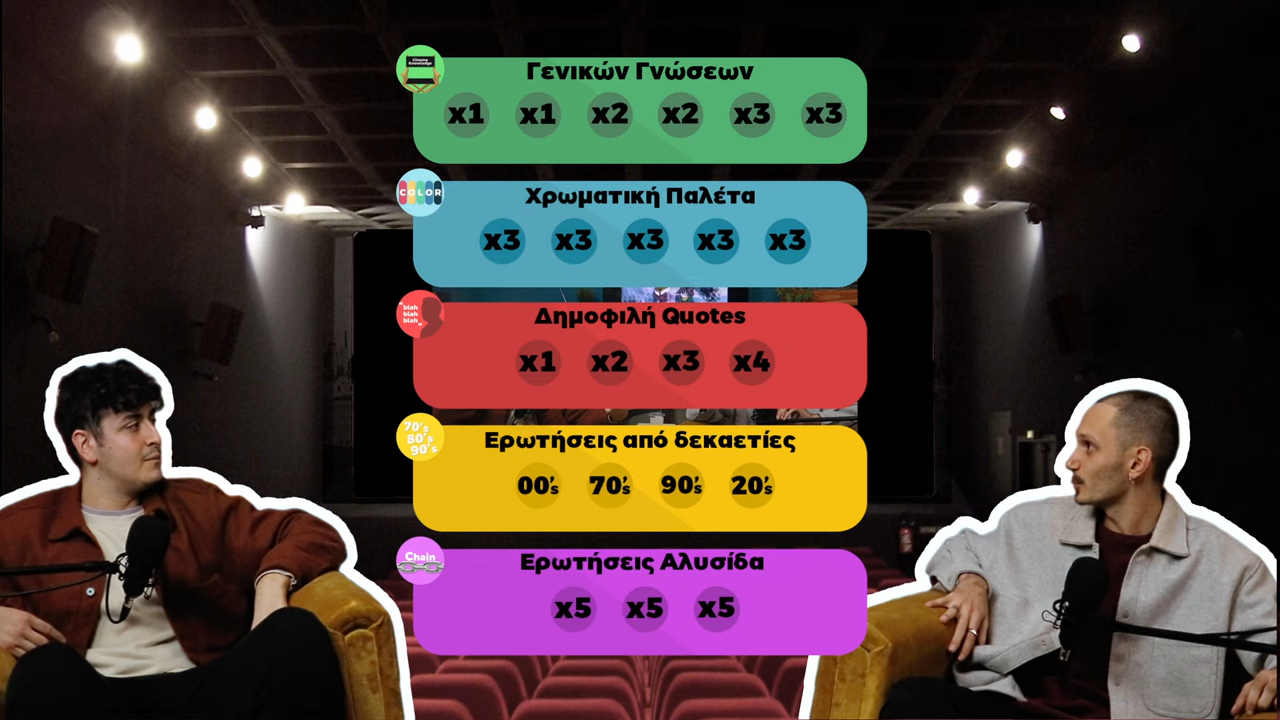 Cinema
Knowledge
Γενικών Γνώσεων
x1 x1 x2 x2 x3 x3
COLOR
Χρωματική Παλέτα
x3 x3 x3 x3 x3
"blah
blah
blah"
Δημοφιλή Quotes
x1 x2 x3 x4
70's
80's
90's
Ερωτήσεις από δεκαετίες
00's 70's 90's 20's
Chain
Ερωτήσεις Αλυσίδα
x5 x5 x5